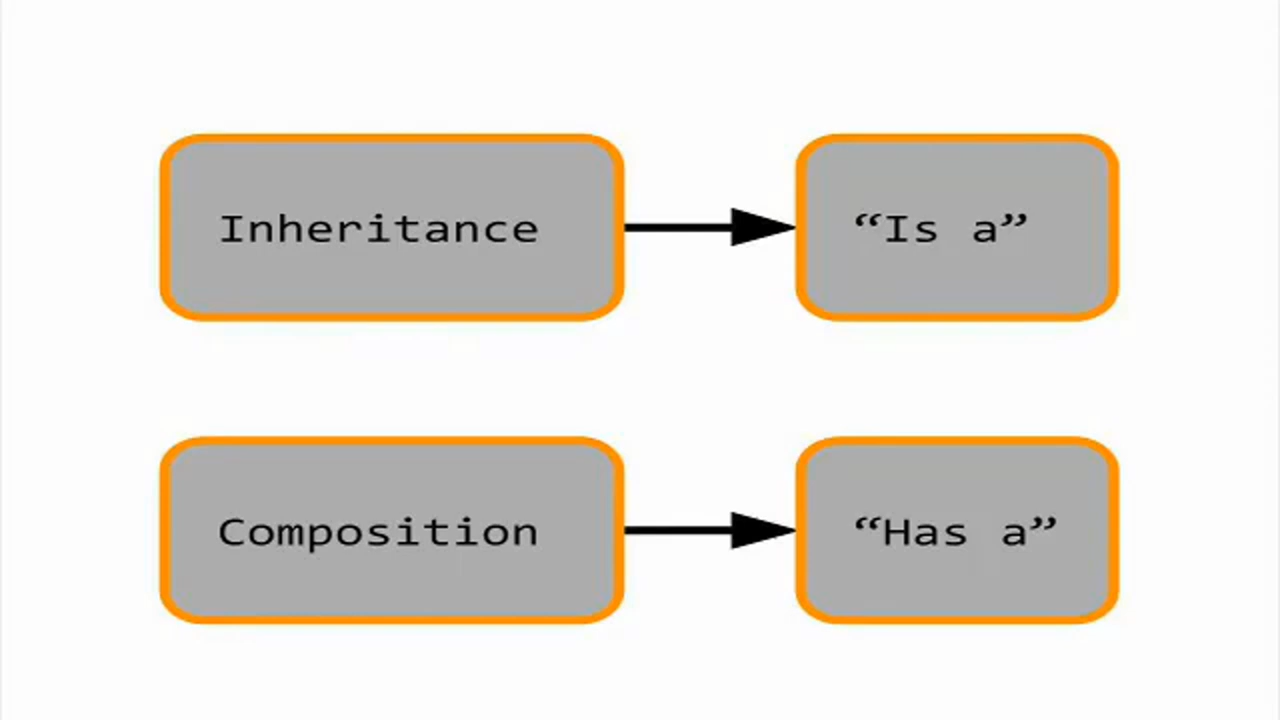 Inheritance
“Is a”
Composition
“Has a”